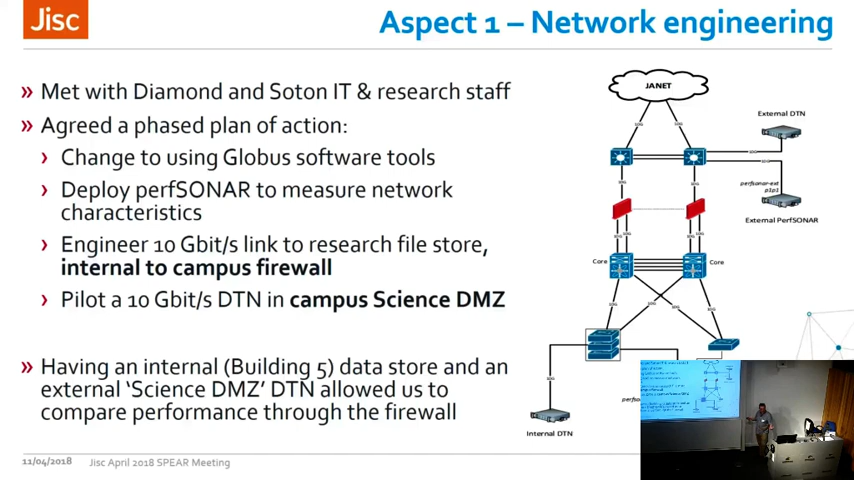 Jisc
Aspect 1 – Network engineering
» Met with Diamond and Soton IT & research staff
» Agreed a phased plan of action:
› Change to using Globus software tools
› Deploy perfSONAR to measure network
characteristics
› Engineer 10 Gbit/s link to research file store,
internal to campus firewall
› Pilot a 10 Gbit/s DTN in campus Science DMZ
» Having an internal (Building 5) data store and an
external ‘Science DMZ’ DTN allowed us to
compare performance through the firewall
JANET
External DTN
perfsonar-ext
p1p1
External PerfSONAR
Core
Core
Internal DTN
11/04/2018
Jisc April 2018 SPEAR Meeting